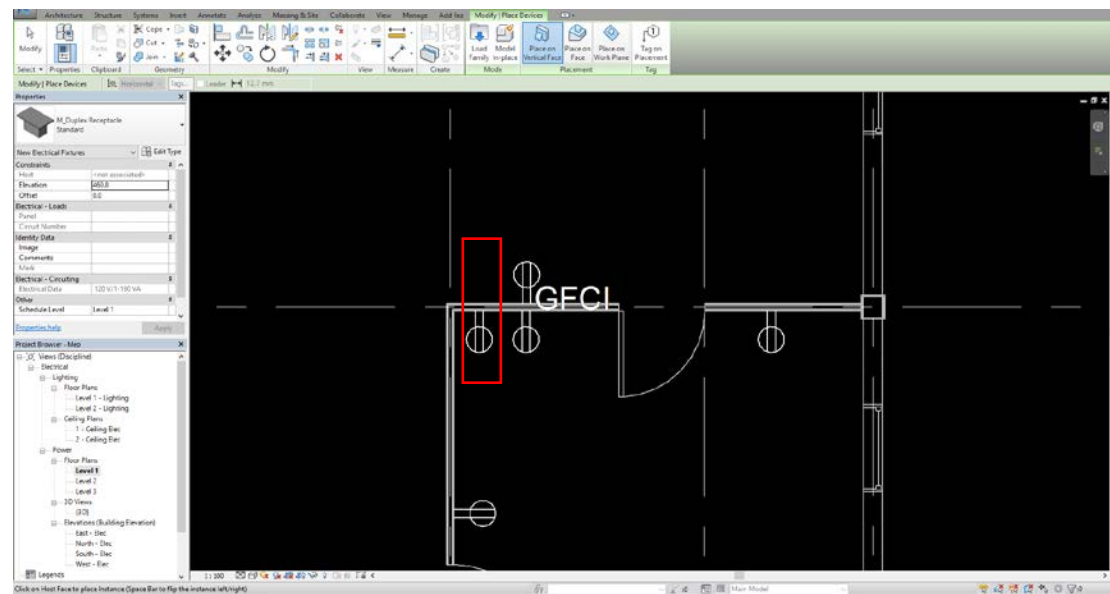 Architecture Structure Systems Insert Annotate Analyze Massing & Site Collaborate View Manage Add-Ins Modify | Place Devices
Cope
Cut
Join
Modify
Load Family
Model In-place
Place on Vertical Face
Place on Face
Place on Work Plane
Tag on Placement
Select Properties Clipboard Geometry Modify View Measure Create Mode Placement Tag
Modify | Place Devices Horizontal Tags... Leader 12.7 mm
Properties
M_Duplex Receptacle
Standard
New Electrical Fixtures Edit Type
Constraints
Host <not associated>
Elevation 460.0
Offset 0.0
Electrical - Loads
Panel
Circuit Number
Identity Data
Image
Comments
Mark
Electrical - Circuiting
Electrical Data 120 V/1-180 VA
Other
Schedule Level Level 1
Properties help Apply
Project Browser - Mep
Views (Discipline)
Electrical
Lighting
Floor Plans
Level 1 - Lighting
Level 2 - Lighting
Ceiling Plans
1 - Ceiling Elec
2 - Ceiling Elec
Power
Floor Plans
Level 1
Level 2
Level 3
3D Views
{3D}
Elevations (Building Elevation)
East - Elec
North - Elec
South - Elec
West - Elec
Legends
GFCI
1 : 100
Click on Host Face to place Instance (Space Bar to flip the instance left/right)
Main Model